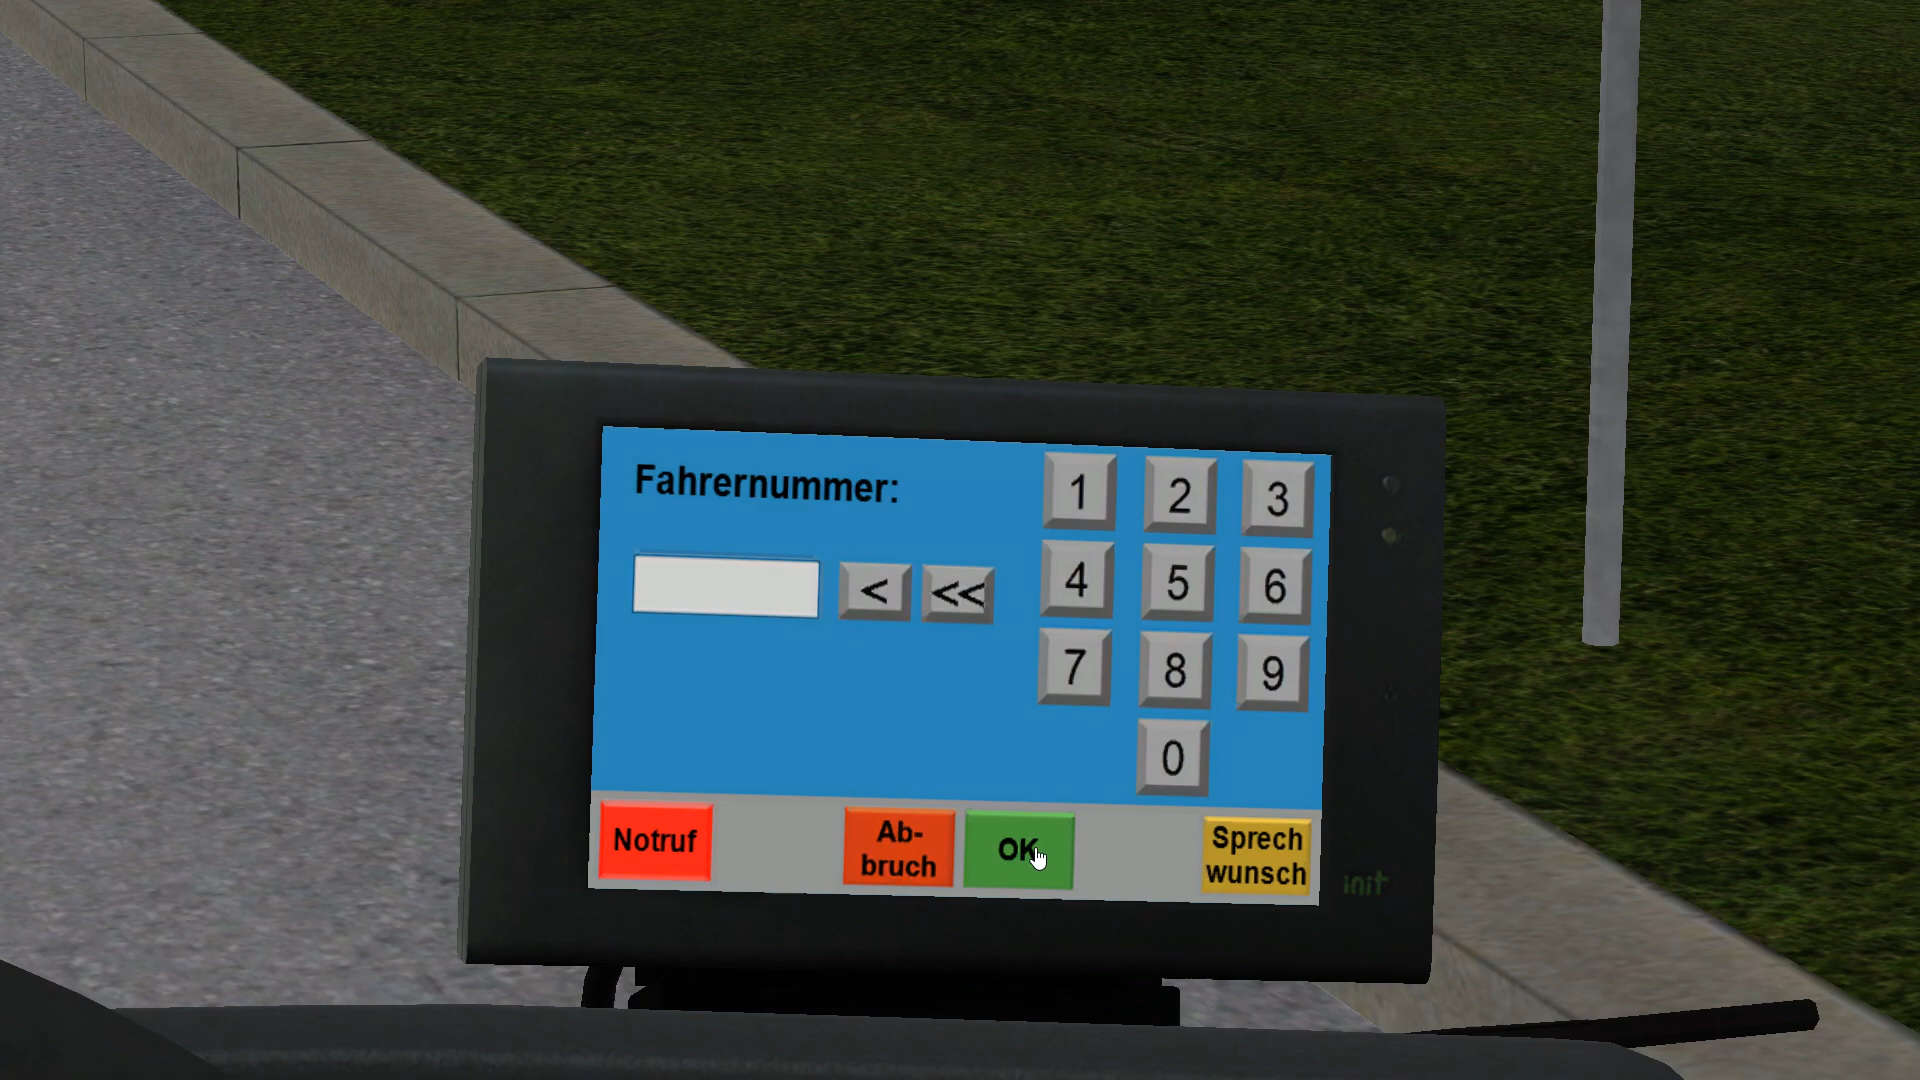 Fahrernummer:
1 2 3
< <<
4 5 6
7 8 9
0
Notruf
Ab-
bruch
OK
Sprech
wunsch
init